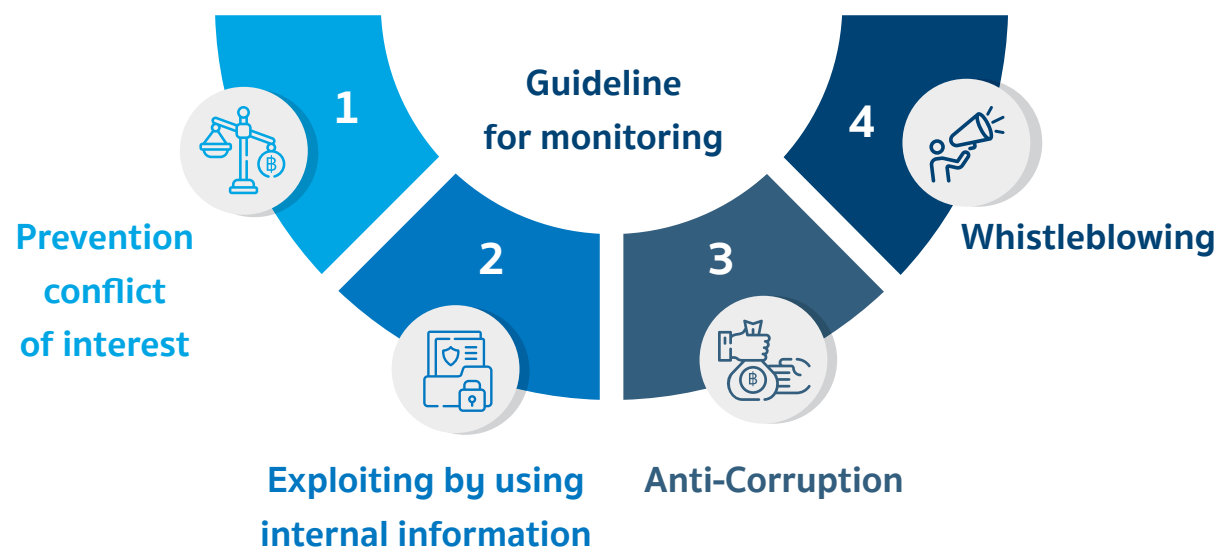 Guideline
for monitoring
1
Prevention
conflict
of interest
2
Exploiting by using
internal information
3
Anti-Corruption
4
Whistleblowing
฿
฿